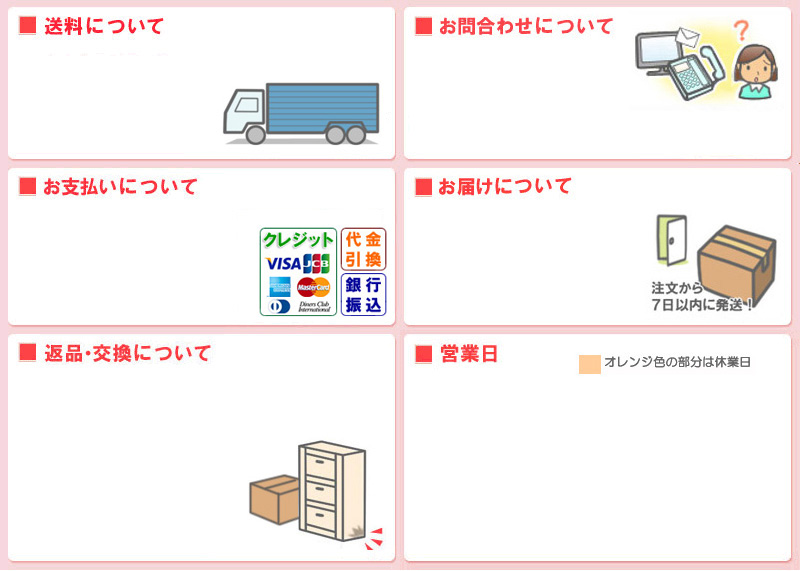 送料について
お問合わせについて
?
お支払いについて
クレジット
VISA JCB
AMERICAN EXPRESS MasterCard
Diners Club International
代金引換
銀行振込
お届けについて
注文から
7日以内に発送!
返品・交換について
営業日
オレンジ色の部分は休業日